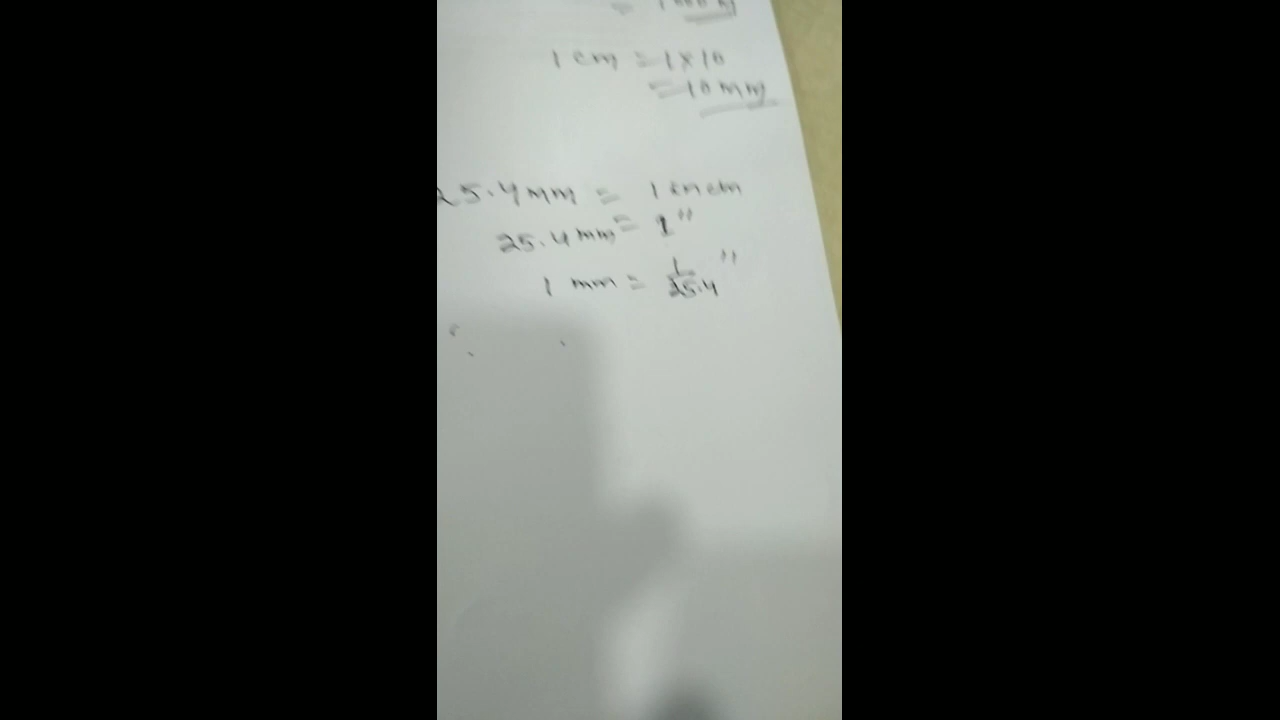 =
1 cm = 1 x 10
= 10 mm
25.4 mm = 1
25.4 mm = 1"
1 mm = 1/25.4"